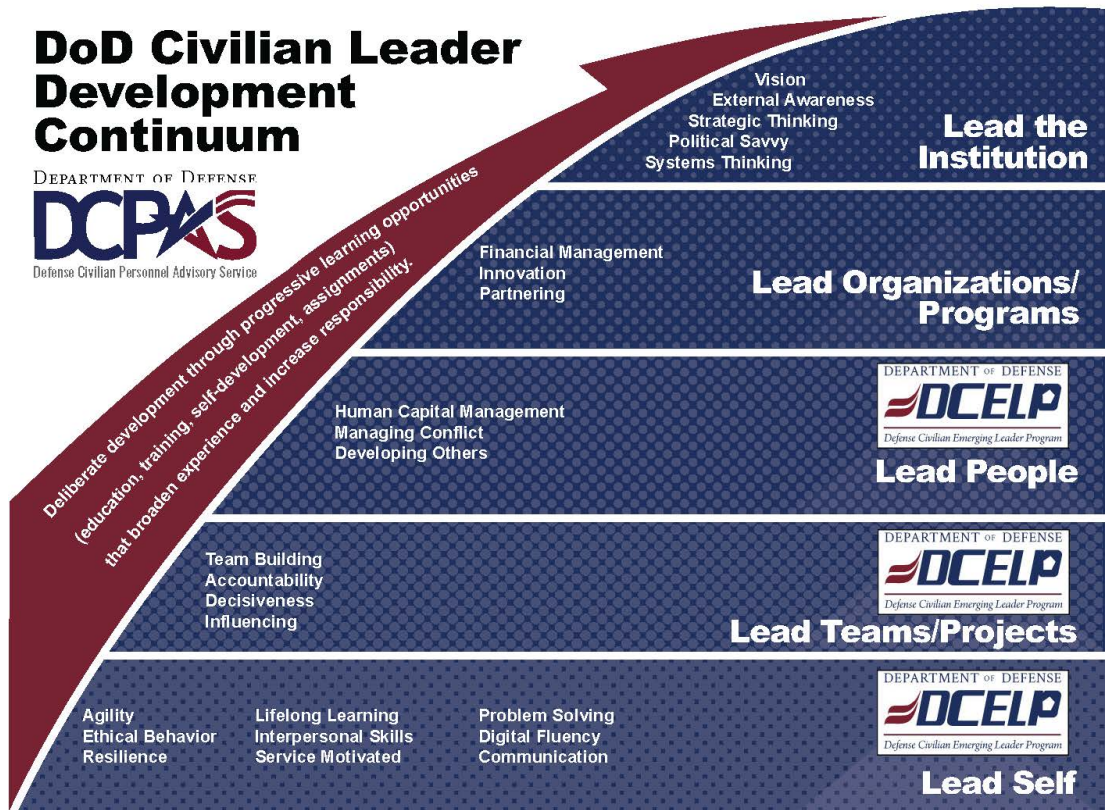 DoD Civilian Leader
Development
Continuum
DEPARTMENT OF DEFENSE
DCPAS
Defense Civilian Personnel Advisory Service
Deliberate development through progressive learning opportunities
(education, training, self-development, assignments)
that broaden experience and increase responsibility.
Vision
External Awareness
Strategic Thinking
Political Savvy
Systems Thinking
Lead the
Institution
Financial Management
Innovation
Partnering
Lead Organizations/
Programs
Human Capital Management
Managing Conflict
Developing Others
DEPARTMENT OF DEFENSE
DCELP
Defense Civilian Emerging Leader Program
Lead People
Team Building
Accountability
Decisiveness
Influencing
DEPARTMENT OF DEFENSE
DCELP
Defense Civilian Emerging Leader Program
Lead Teams/Projects
Agility
Ethical Behavior
Resilience
Lifelong Learning
Interpersonal Skills
Service Motivated
Problem Solving
Digital Fluency
Communication
DEPARTMENT OF DEFENSE
DCELP
Defense Civilian Emerging Leader Program
Lead Self